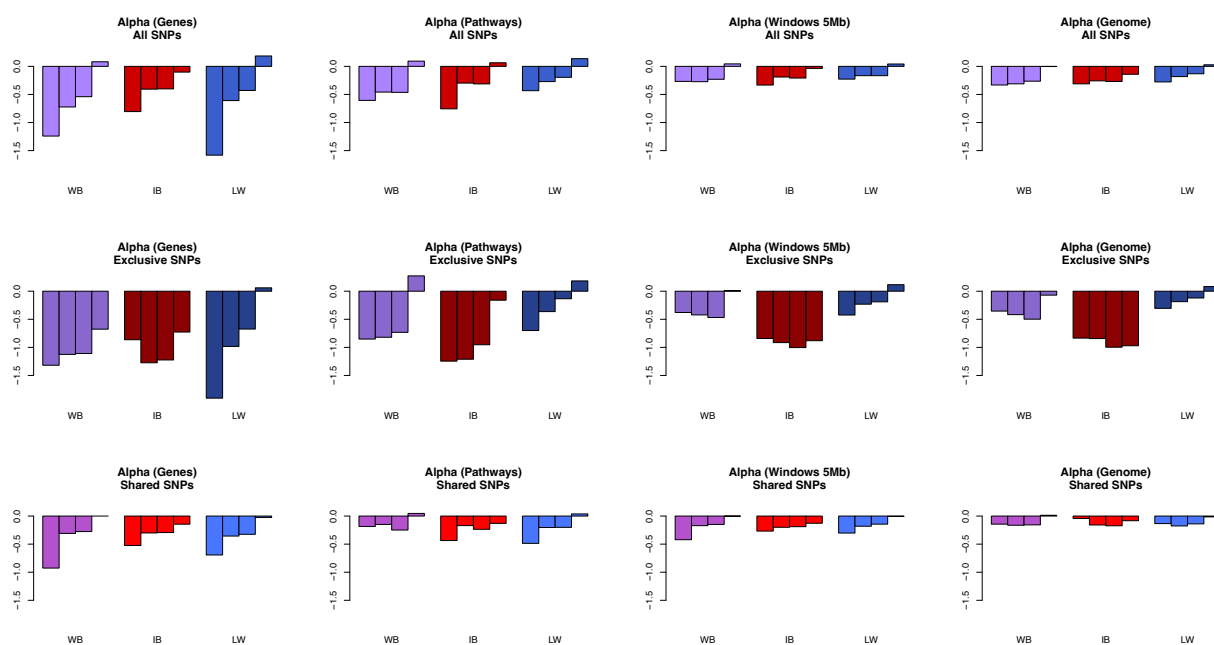 Alpha (Genes)
All SNPs
0.0
−0.5
−1.0
−1.5
WB IB LW
Alpha (Pathways)
All SNPs
0.0
−0.5
−1.0
−1.5
WB IB LW
Alpha (Windows 5Mb)
All SNPs
0.0
−0.5
−1.0
−1.5
WB IB LW
Alpha (Genome)
All SNPs
0.0
−0.5
−1.0
−1.5
WB IB LW
Alpha (Genes)
Exclusive SNPs
0.0
−0.5
−1.0
−1.5
WB IB LW
Alpha (Pathways)
Exclusive SNPs
0.0
−0.5
−1.0
−1.5
WB IB LW
Alpha (Windows 5Mb)
Exclusive SNPs
0.0
−0.5
−1.0
−1.5
WB IB LW
Alpha (Genome)
Exclusive SNPs
0.0
−0.5
−1.0
−1.5
WB IB LW
Alpha (Genes)
Shared SNPs
0.0
−0.5
−1.0
−1.5
WB IB LW
Alpha (Pathways)
Shared SNPs
0.0
−0.5
−1.0
−1.5
WB IB LW
Alpha (Windows 5Mb)
Shared SNPs
0.0
−0.5
−1.0
−1.5
WB IB LW
Alpha (Genome)
Shared SNPs
0.0
−0.5
−1.0
−1.5
WB IB LW